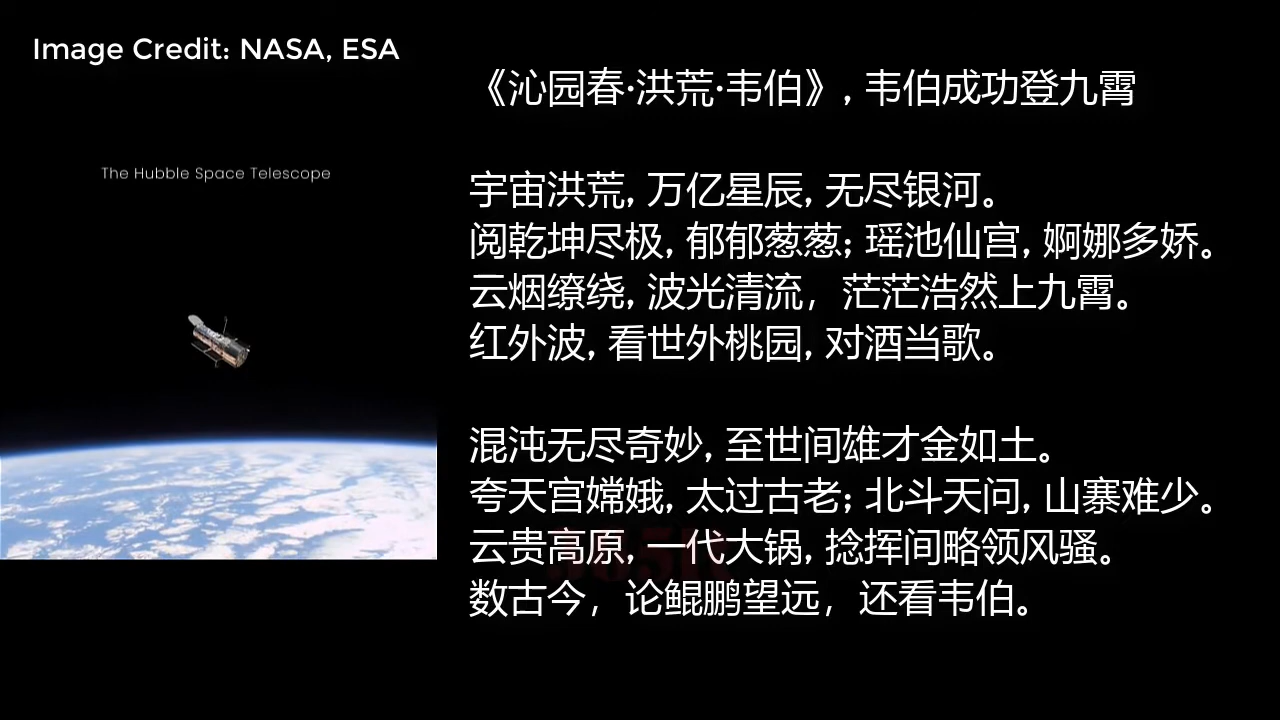 Image Credit: NASA, ESA
The Hubble Space Telescope
《沁园春·洪荒·韦伯》, 韦伯成功登九霄
宇宙洪荒, 万亿星辰, 无尽银河。
阅乾坤尽极, 郁郁葱葱; 瑶池仙宫, 婀娜多娇。
云烟缭绕, 波光清流，茫茫浩然上九霄。
红外波, 看世外桃园, 对酒当歌。
混沌无尽奇妙, 至世间雄才金如土。
夸天宫嫦娥, 太过古老; 北斗天问, 山寨难少。
云贵高原, 一代大锅, 捻挥间略领风骚。
数古今，论鲲鹏望远，还看韦伯。